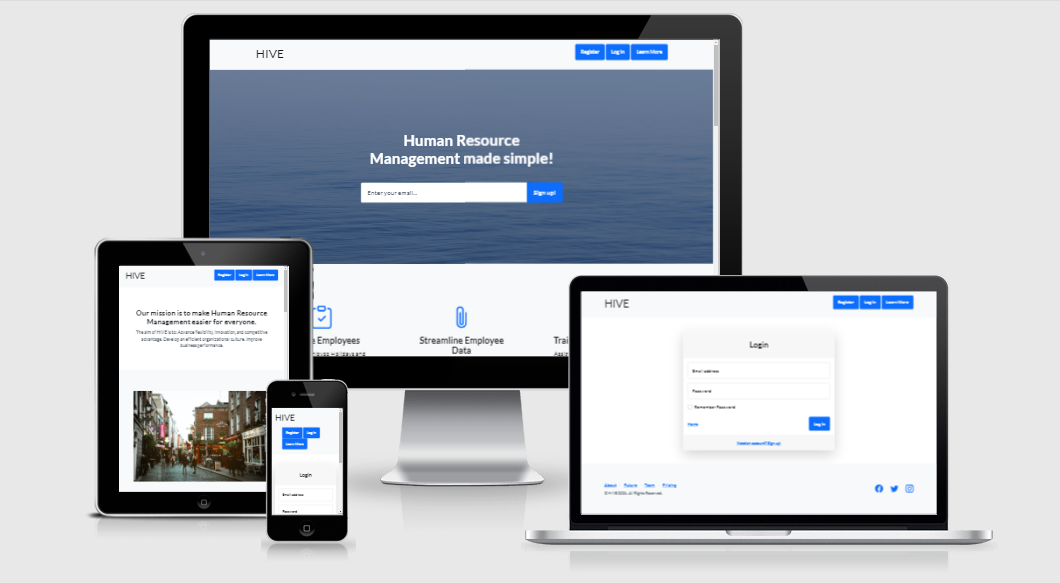 HIVE
Register Log In Learn More
Human Resource
Management made simple!
Enter your email...
Sign up!
Employees
Streamline Employee
Data
HIVE
Register Log In Learn More
Our mission is to make Human Resource
Management easier for everyone.
The aim of HIVE is to: Advance flexibility, innovation, and competitive
advantage. Develop an efficient organizational culture. Improve
business performance.
HIVE
Register Log In
Learn More
Login
Email address
Password
HIVE
Register Log In Learn More
Login
Email address
Password
Remember Password
Home
Log In
Need an account? Sign up!
About Future Team Pricing
All Rights Reserved.